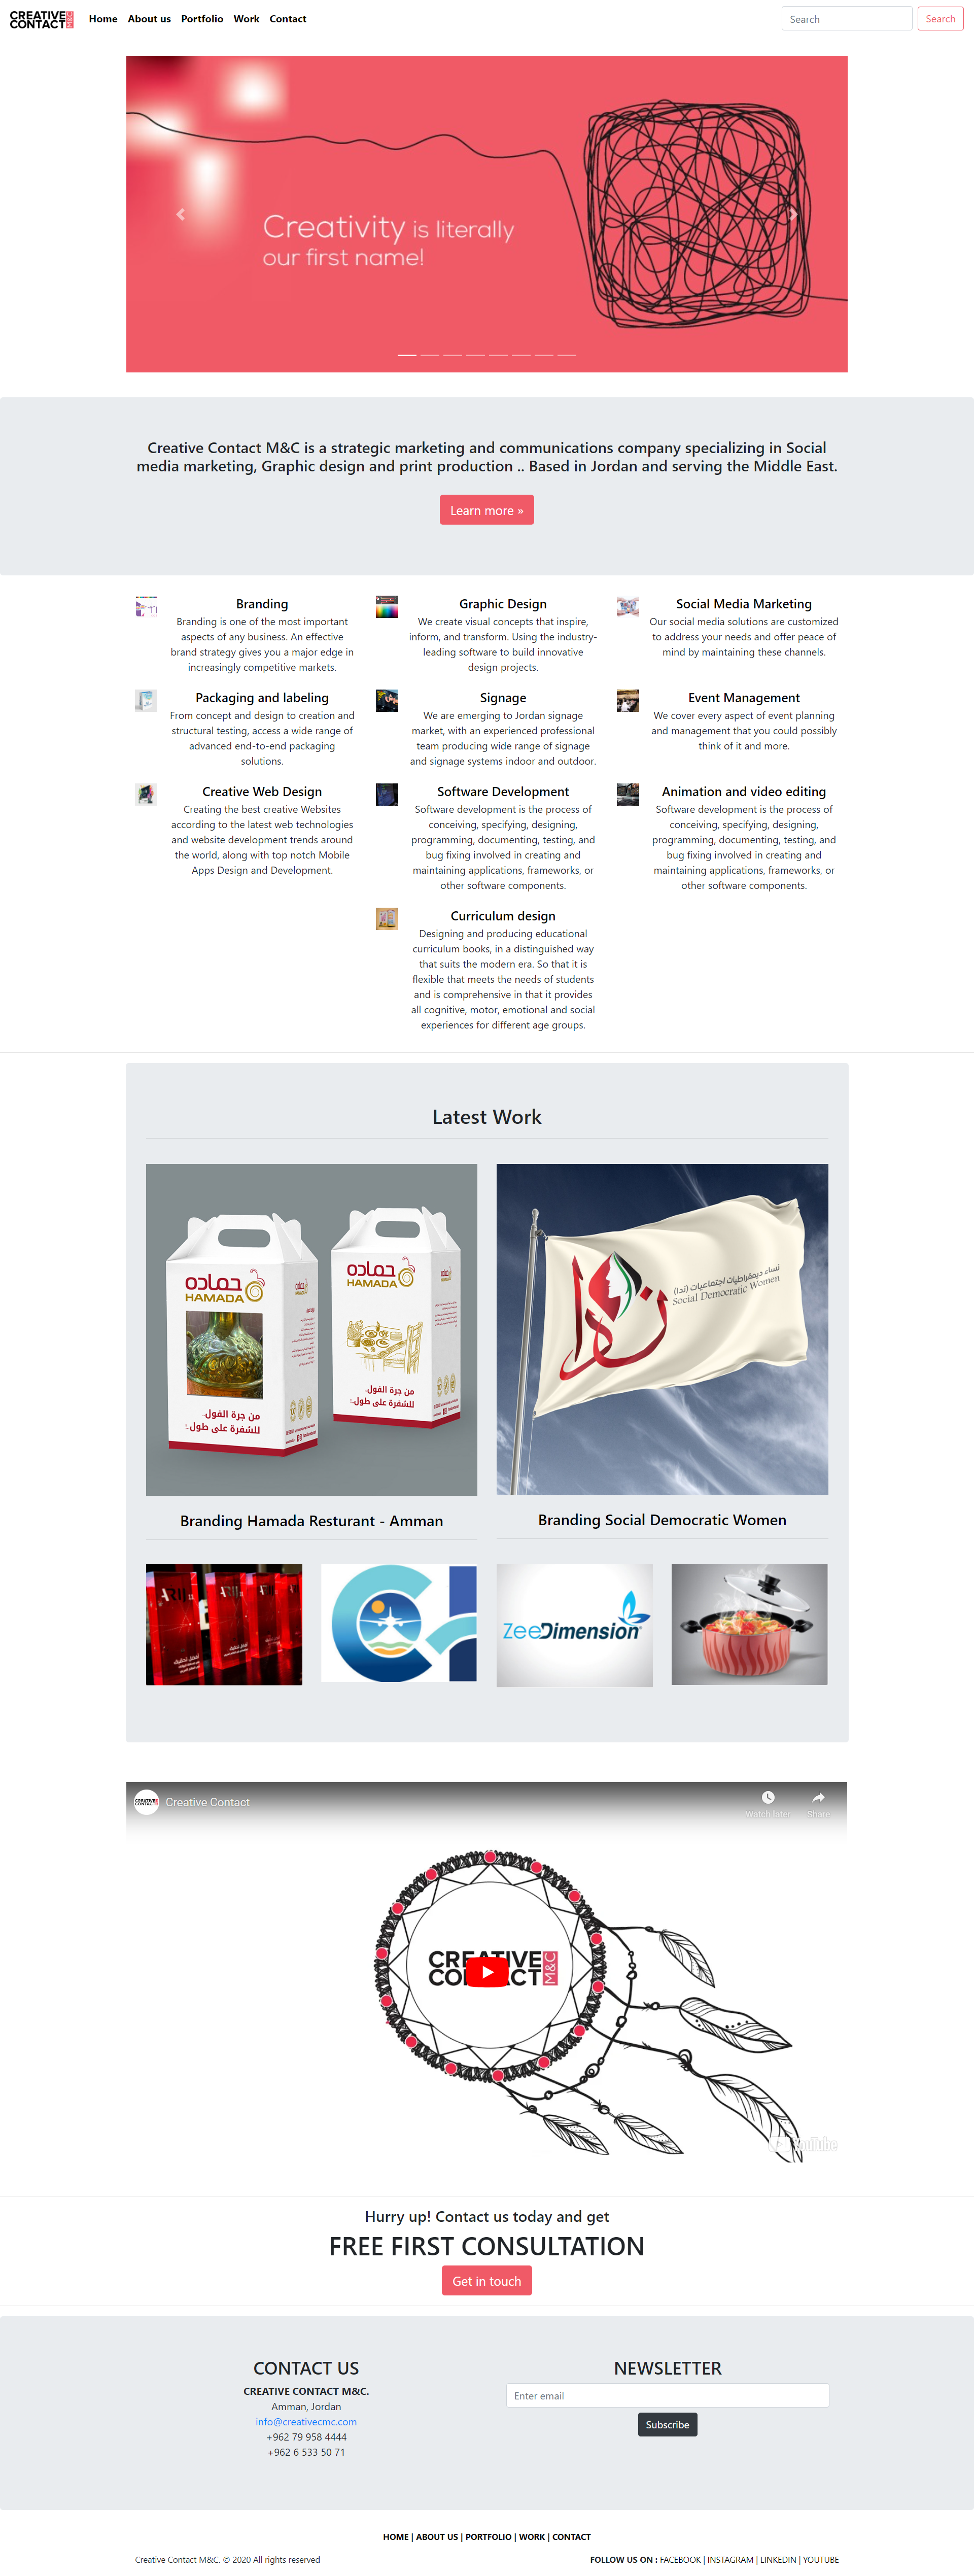 CREATIVE
CONTACT M&C
Home About us Portfolio Work Contact
Search Search
Creativity is literally
our first name!
Creative Contact M&C is a strategic marketing and communications company specializing in Social
media marketing, Graphic design and print production .. Based in Jordan and serving the Middle East.
Learn more »
Branding
Branding is one of the most important
aspects of any business. An effective
brand strategy gives you a major edge in
increasingly competitive markets.
Graphic Design
We create visual concepts that inspire,
inform, and transform. Using the industry-
leading software to build innovative
design projects.
Social Media Marketing
Our social media solutions are customized
to address your needs and offer peace of
mind by maintaining these channels.
Packaging and labeling
From concept and design to creation and
structural testing, access a wide range of
advanced end-to-end packaging
solutions.
Signage
We are emerging to Jordan signage
market, with an experienced professional
team producing wide range of signage
and signage systems indoor and outdoor.
Event Management
We cover every aspect of event planning
and management that you could possibly
think of it and more.
Creative Web Design
Creating the best creative Websites
according to the latest web technologies
and website development trends around
the world, along with top notch Mobile
Apps Design and Development.
Software Development
Software development is the process of
conceiving, specifying, designing,
programming, documenting, testing, and
bug fixing involved in creating and
maintaining applications, frameworks, or
other software components.
Animation and video editing
Software development is the process of
conceiving, specifying, designing,
programming, documenting, testing, and
bug fixing involved in creating and
maintaining applications, frameworks, or
other software components.
Curriculum design
Designing and producing educational
curriculum books, in a distinguished way
that suits the modern era. So that it is
flexible that meets the needs of students
and is comprehensive in that it provides
all cognitive, motor, emotional and social
experiences for different age groups.
Latest Work
حماده
HAMADA
من جرة الفول..
للشفرة على طول..!
حماده
HAMADA
من جرة الفول..
للشفرة على طول..!
نساء ديمقراطيات اجتماعيات (ندا)
Social Democratic Women
Branding Hamada Resturant - Amman
Branding Social Democratic Women
ARIJ
ZeeDimension
Creative Contact
Watch later
Share
CREATIVE
CONTACT M&C
YouTube
Hurry up! Contact us today and get
FREE FIRST CONSULTATION
Get in touch
CONTACT US
CREATIVE CONTACT M&C.
Amman, Jordan
info@creativecmc.com
+962 79 958 4444
+962 6 533 50 71
NEWSLETTER
Enter email
Subscribe
HOME | ABOUT US | PORTFOLIO | WORK | CONTACT
Creative Contact M&C. © 2020 All rights reserved
FOLLOW US ON : FACEBOOK | INSTAGRAM | LINKEDIN | YOUTUBE